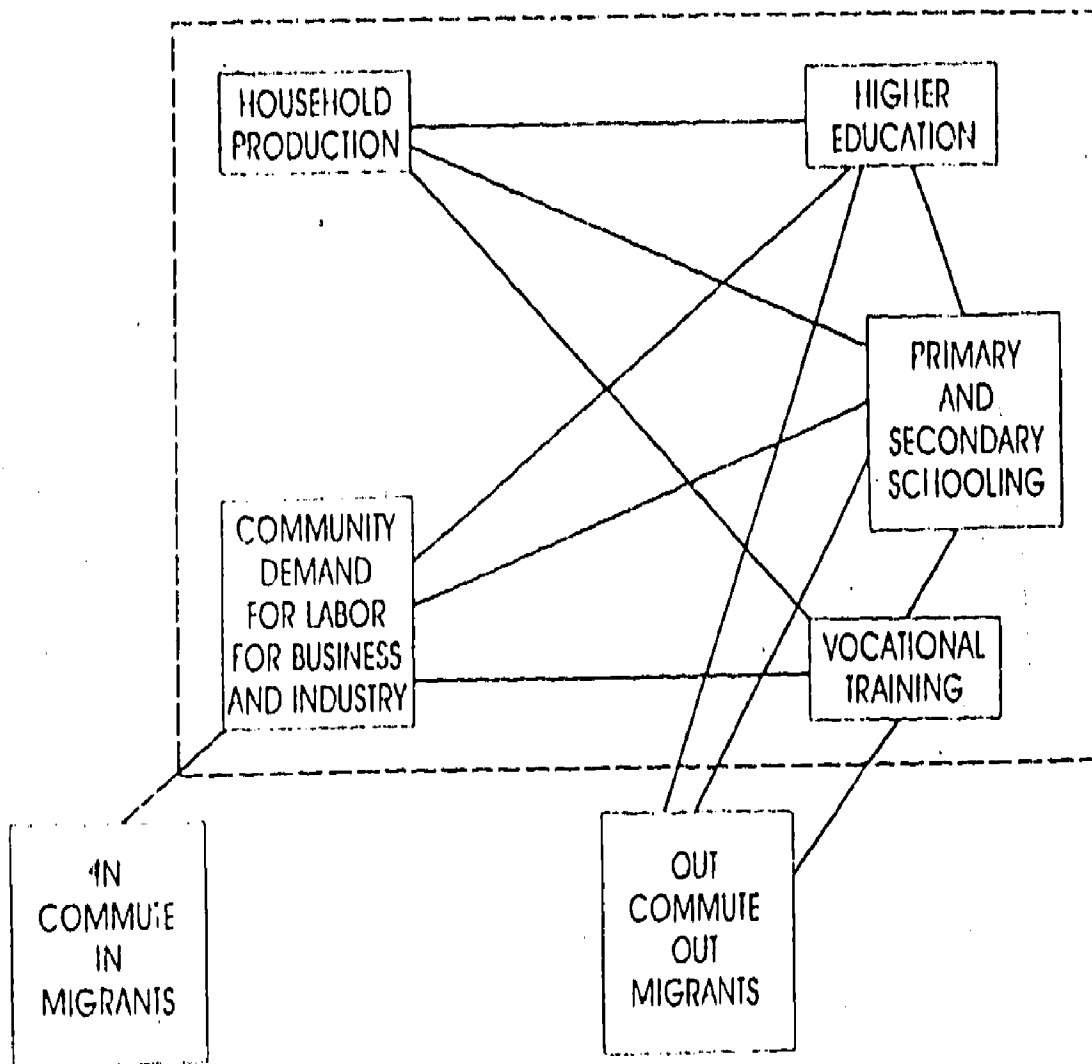 HOUSEHOLD
PRODUCTION
HIGHER
EDUCATION
PRIMARY
AND
SECONDARY
SCHOOLING
COMMUNITY
DEMAND
FOR LABOR
FOR BUSINESS
AND INDUSTRY
VOCATIONAL
TRAINING
IN
COMMUTE
IN
MIGRANTS
OUT
COMMUTE
OUT
MIGRANTS